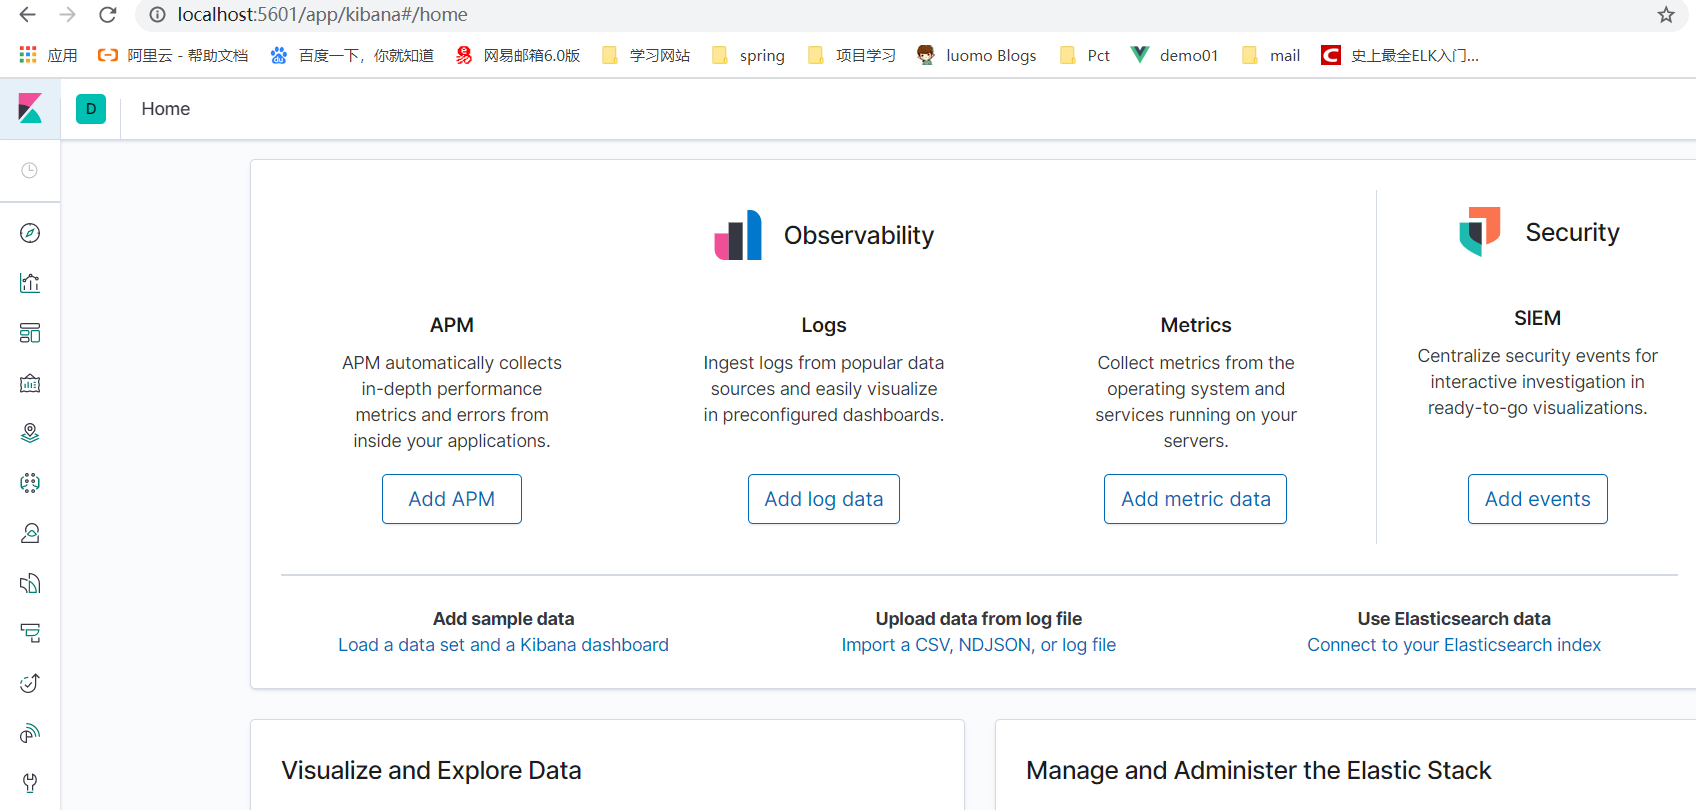 localhost:5601/app/kibana#/home
应用 阿里云 - 帮助文档 百度一下，你就知道 网易邮箱6.0版 学习网站 spring 项目学习 luomo Blogs Pct demo01 mail 史上最全ELK入门...
D Home
Observability
Security
APM
APM automatically collects
in-depth performance
metrics and errors from
inside your applications.
Add APM
Logs
Ingest logs from popular data
sources and easily visualize
in preconfigured dashboards.
Add log data
Metrics
Collect metrics from the
operating system and
services running on your
servers.
Add metric data
SIEM
Centralize security events for
interactive investigation in
ready-to-go visualizations.
Add events
Add sample data
Load a data set and a Kibana dashboard
Upload data from log file
Import a CSV, NDJSON, or log file
Use Elasticsearch data
Connect to your Elasticsearch index
Visualize and Explore Data
Manage and Administer the Elastic Stack